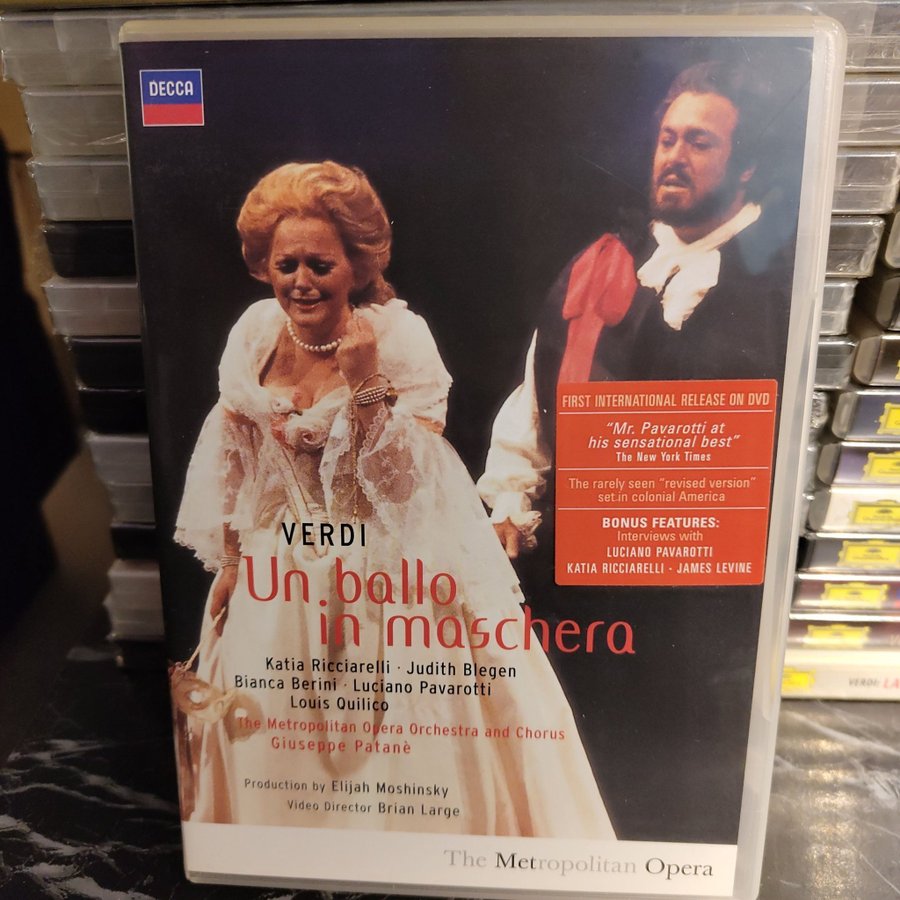 DECCA
FIRST INTERNATIONAL RELEASE ON DVD
"Mr. Pavarotti at
his sensational best"
The New York Times
The rarely seen "revised version"
set in colonial America
BONUS FEATURES:
Interviews with
LUCIANO PAVAROTTI
KATIA RICCIARELLI - JAMES LEVINE
VERDI
Un ballo
in maschera
Katia Ricciarelli · Judith Blegen
Bianca Berini · Luciano Pavarotti
Louis Quilico
The Metropolitan Opera Orchestra and Chorus
Giuseppe Patanè
Production by Elijah Moshinsky
Video Director Brian Large
The Metropolitan Opera
VERDI: LA